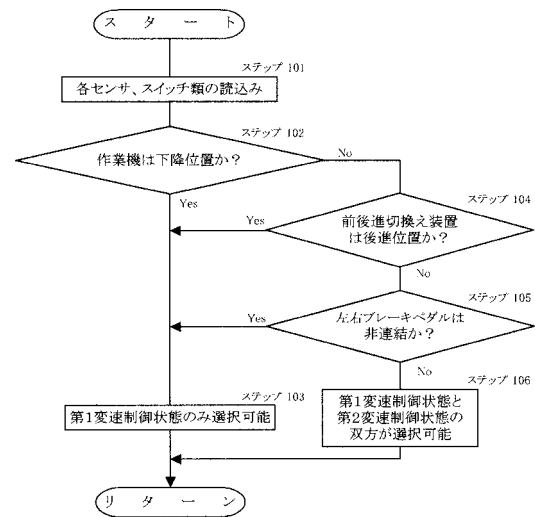 スタート
ステップ 101
各センサ、スイッチ類の読込み
ステップ 102
作業機は下降位置か？
No
Yes
ステップ 104
前後進切換え装置
は後進位置か？
Yes
No
ステップ 105
左右ブレーキペダルは
非連結か？
Yes
No
ステップ 103
第1変速制御状態のみ選択可能
ステップ 106
第1変速制御状態と
第2変速制御状態の
双方が選択可能
リターン